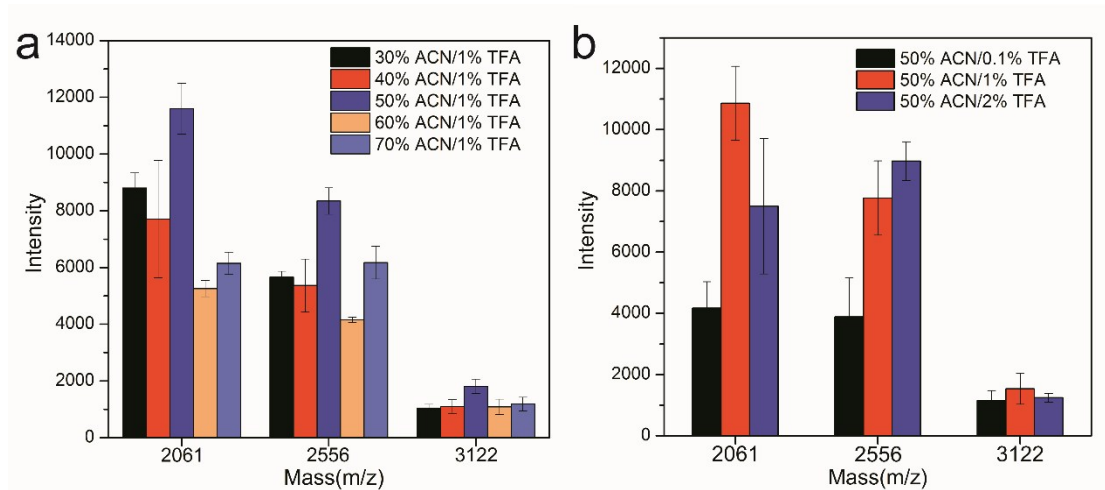 a
14000
12000
10000
8000
6000
4000
2000
0
Intensity
30% ACN/1% TFA
40% ACN/1% TFA
50% ACN/1% TFA
60% ACN/1% TFA
70% ACN/1% TFA
2061 2556 3122
Mass(m/z)
b
12000
10000
8000
6000
4000
2000
0
Intensity
50% ACN/0.1% TFA
50% ACN/1% TFA
50% ACN/2% TFA
2061 2556 3122
Mass(m/z)